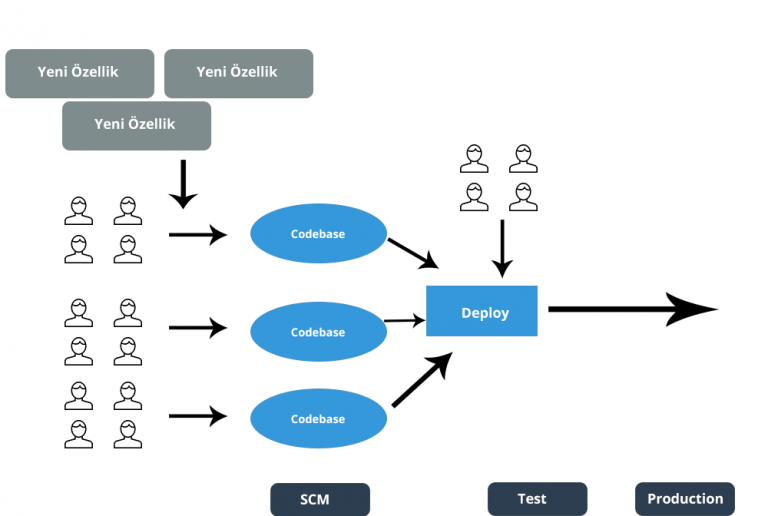 Yeni Özellik
Yeni Özellik
Yeni Özellik
Codebase
Codebase
Deploy
Codebase
SCM
Test
Production